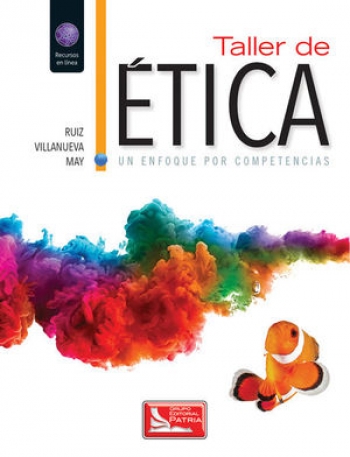 Recursos
en línea
Taller de
ÉTICA
UN ENFOQUE POR COMPETENCIAS
RUIZ
VILLANUEVA
MAY
GRUPO
EDITORIAL
PATRIA